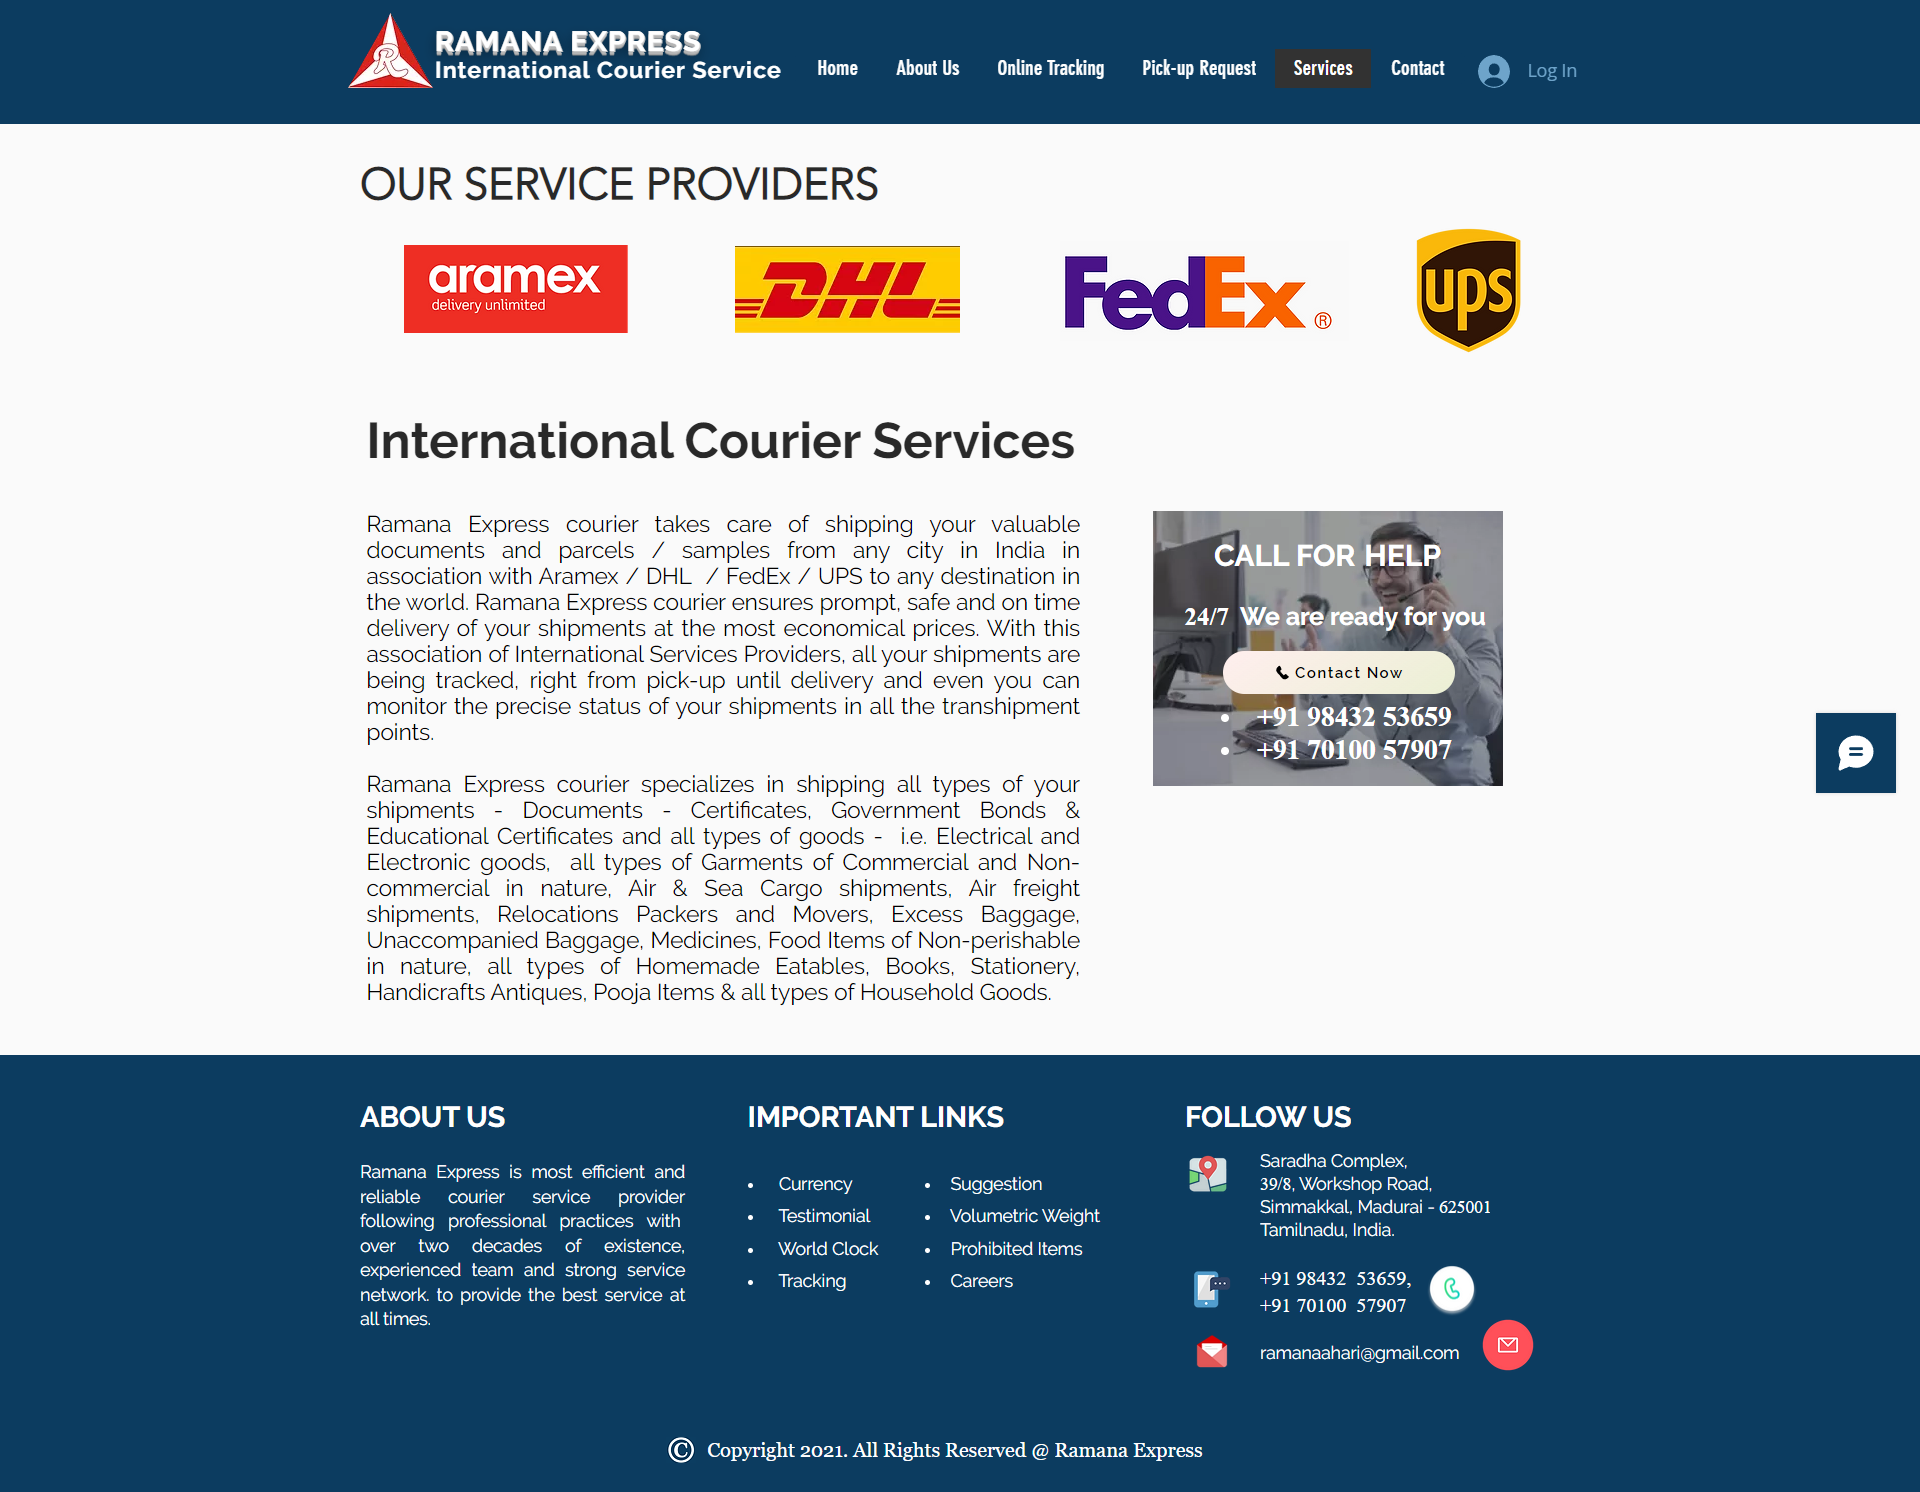 R
RAMANA EXPRESS
International Courier Service
Home
About Us
Online Tracking
Pick-up Request
Services
Contact
Log In
OUR SERVICE PROVIDERS
aramex
delivery unlimited
DHL
FedEx ®
ups
International Courier Services
Ramana Express courier takes care of shipping your valuable
documents and parcels / samples from any city in India in
association with Aramex / DHL / FedEx / UPS to any destination in
the world. Ramana Express courier ensures prompt, safe and on time
delivery of your shipments at the most economical prices. With this
association of International Services Providers, all your shipments are
being tracked, right from pick-up until delivery and even you can
monitor the precise status of your shipments in all the transhipment
points.
Ramana Express courier specializes in shipping all types of your
shipments - Documents - Certificates, Government Bonds &
Educational Certificates and all types of goods - i.e. Electrical and
Electronic goods, all types of Garments of Commercial and Non-
commercial in nature, Air & Sea Cargo shipments, Air freight
shipments, Relocations Packers and Movers, Excess Baggage,
Unaccompanied Baggage, Medicines, Food Items of Non-perishable
in nature, all types of Homemade Eatables, Books, Stationery,
Handicrafts Antiques, Pooja Items & all types of Household Goods.
CALL FOR HELP
24/7 We are ready for you
Contact Now
• +91 98432 53659
• +91 70100 57907
ABOUT US
Ramana Express is most efficient and
reliable courier service provider
following professional practices with
over two decades of existence,
experienced team and strong service
network. to provide the best service at
all times.
IMPORTANT LINKS
• Currency
• Testimonial
• World Clock
• Tracking
• Suggestion
• Volumetric Weight
• Prohibited Items
• Careers
FOLLOW US
Saradha Complex,
39/8, Workshop Road,
Simmakkal, Madurai - 625001
Tamilnadu, India.
+91 98432 53659,
+91 70100 57907
ramanaahari@gmail.com
© Copyright 2021. All Rights Reserved @ Ramana Express